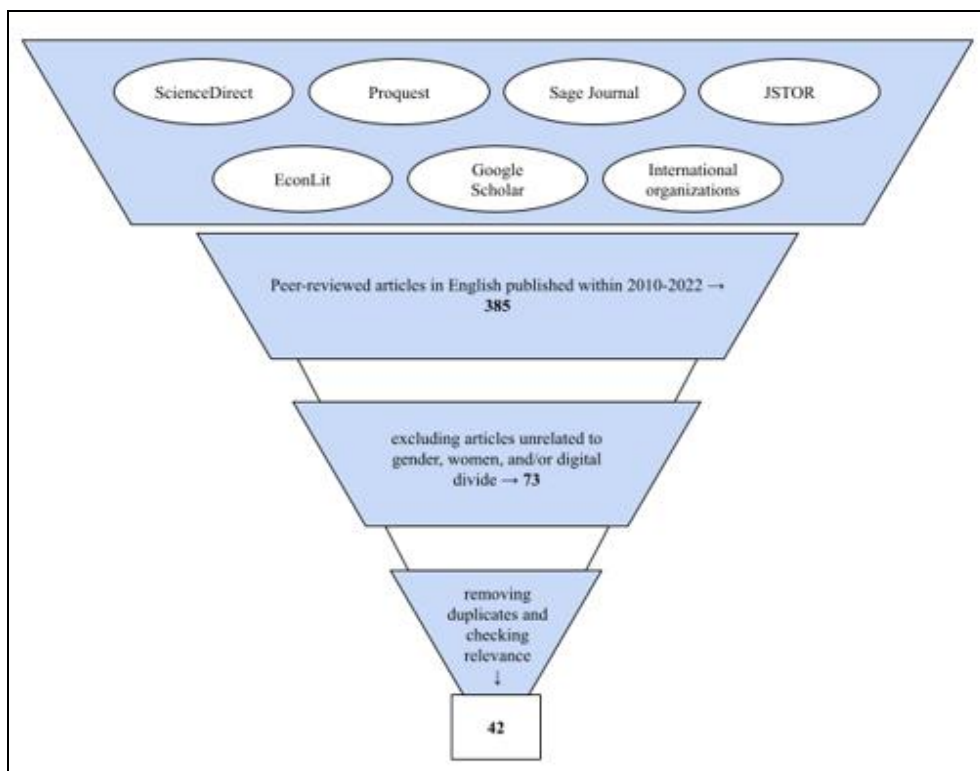 ScienceDirect
Proquest
Sage Journal
JSTOR
EconLit
Google
Scholar
International
organizations
Peer-reviewed articles in English published within 2010-2022 →
385
excluding articles unrelated to
gender, women, and/or digital
divide → 73
removing
duplicates and
checking
relevance
↓
42